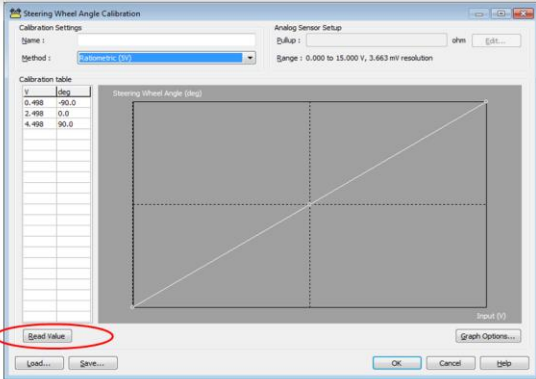 Steering Wheel Angle Calibration
Calibration Settings
Name :
Method : Ratiometric (5V)
Analog Sensor Setup
Pullup : ohm Edit...
Range : 0.000 to 15.000 V, 3.663 mV resolution
Calibration table
V deg
0.498 -90.0
2.498 0.0
4.498 90.0
Steering Wheel Angle (deg)
Input (V)
Read Value
Graph Options...
Load... Save... OK Cancel Help